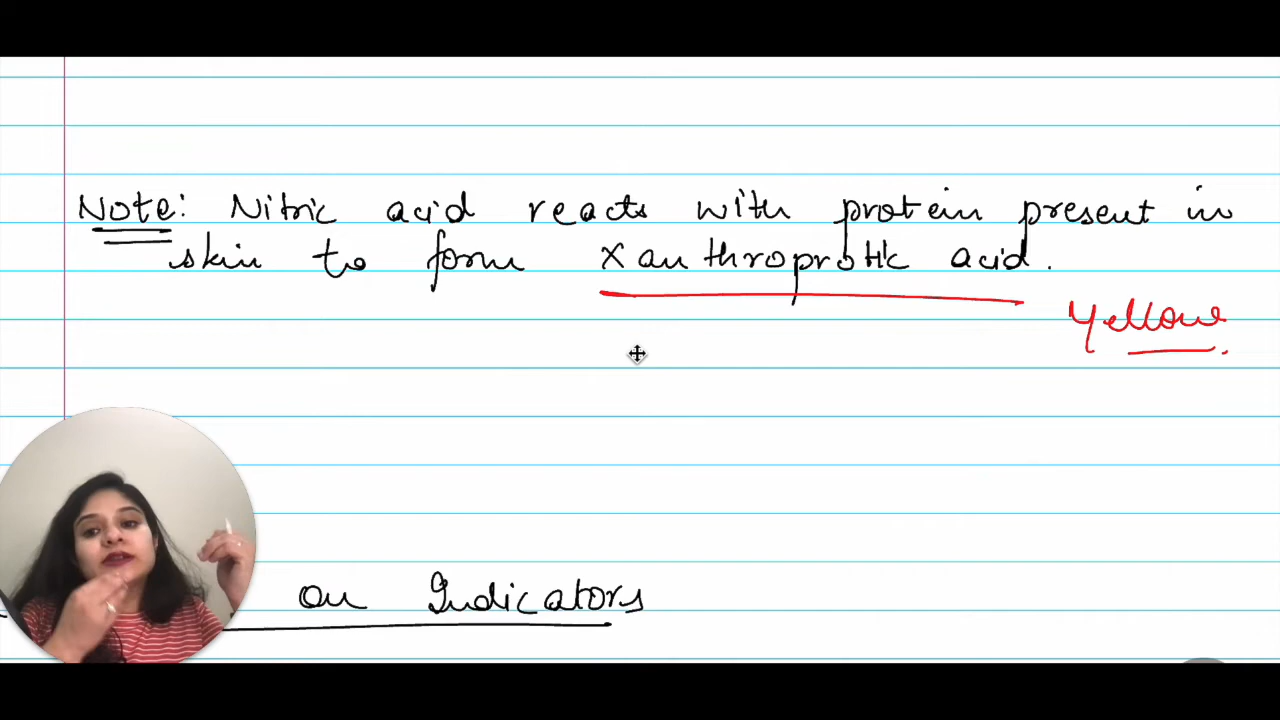 Note: Nitric acid reacts with protein present in
skin to form Xanthroprotic acid.
Yellow
on Indicators